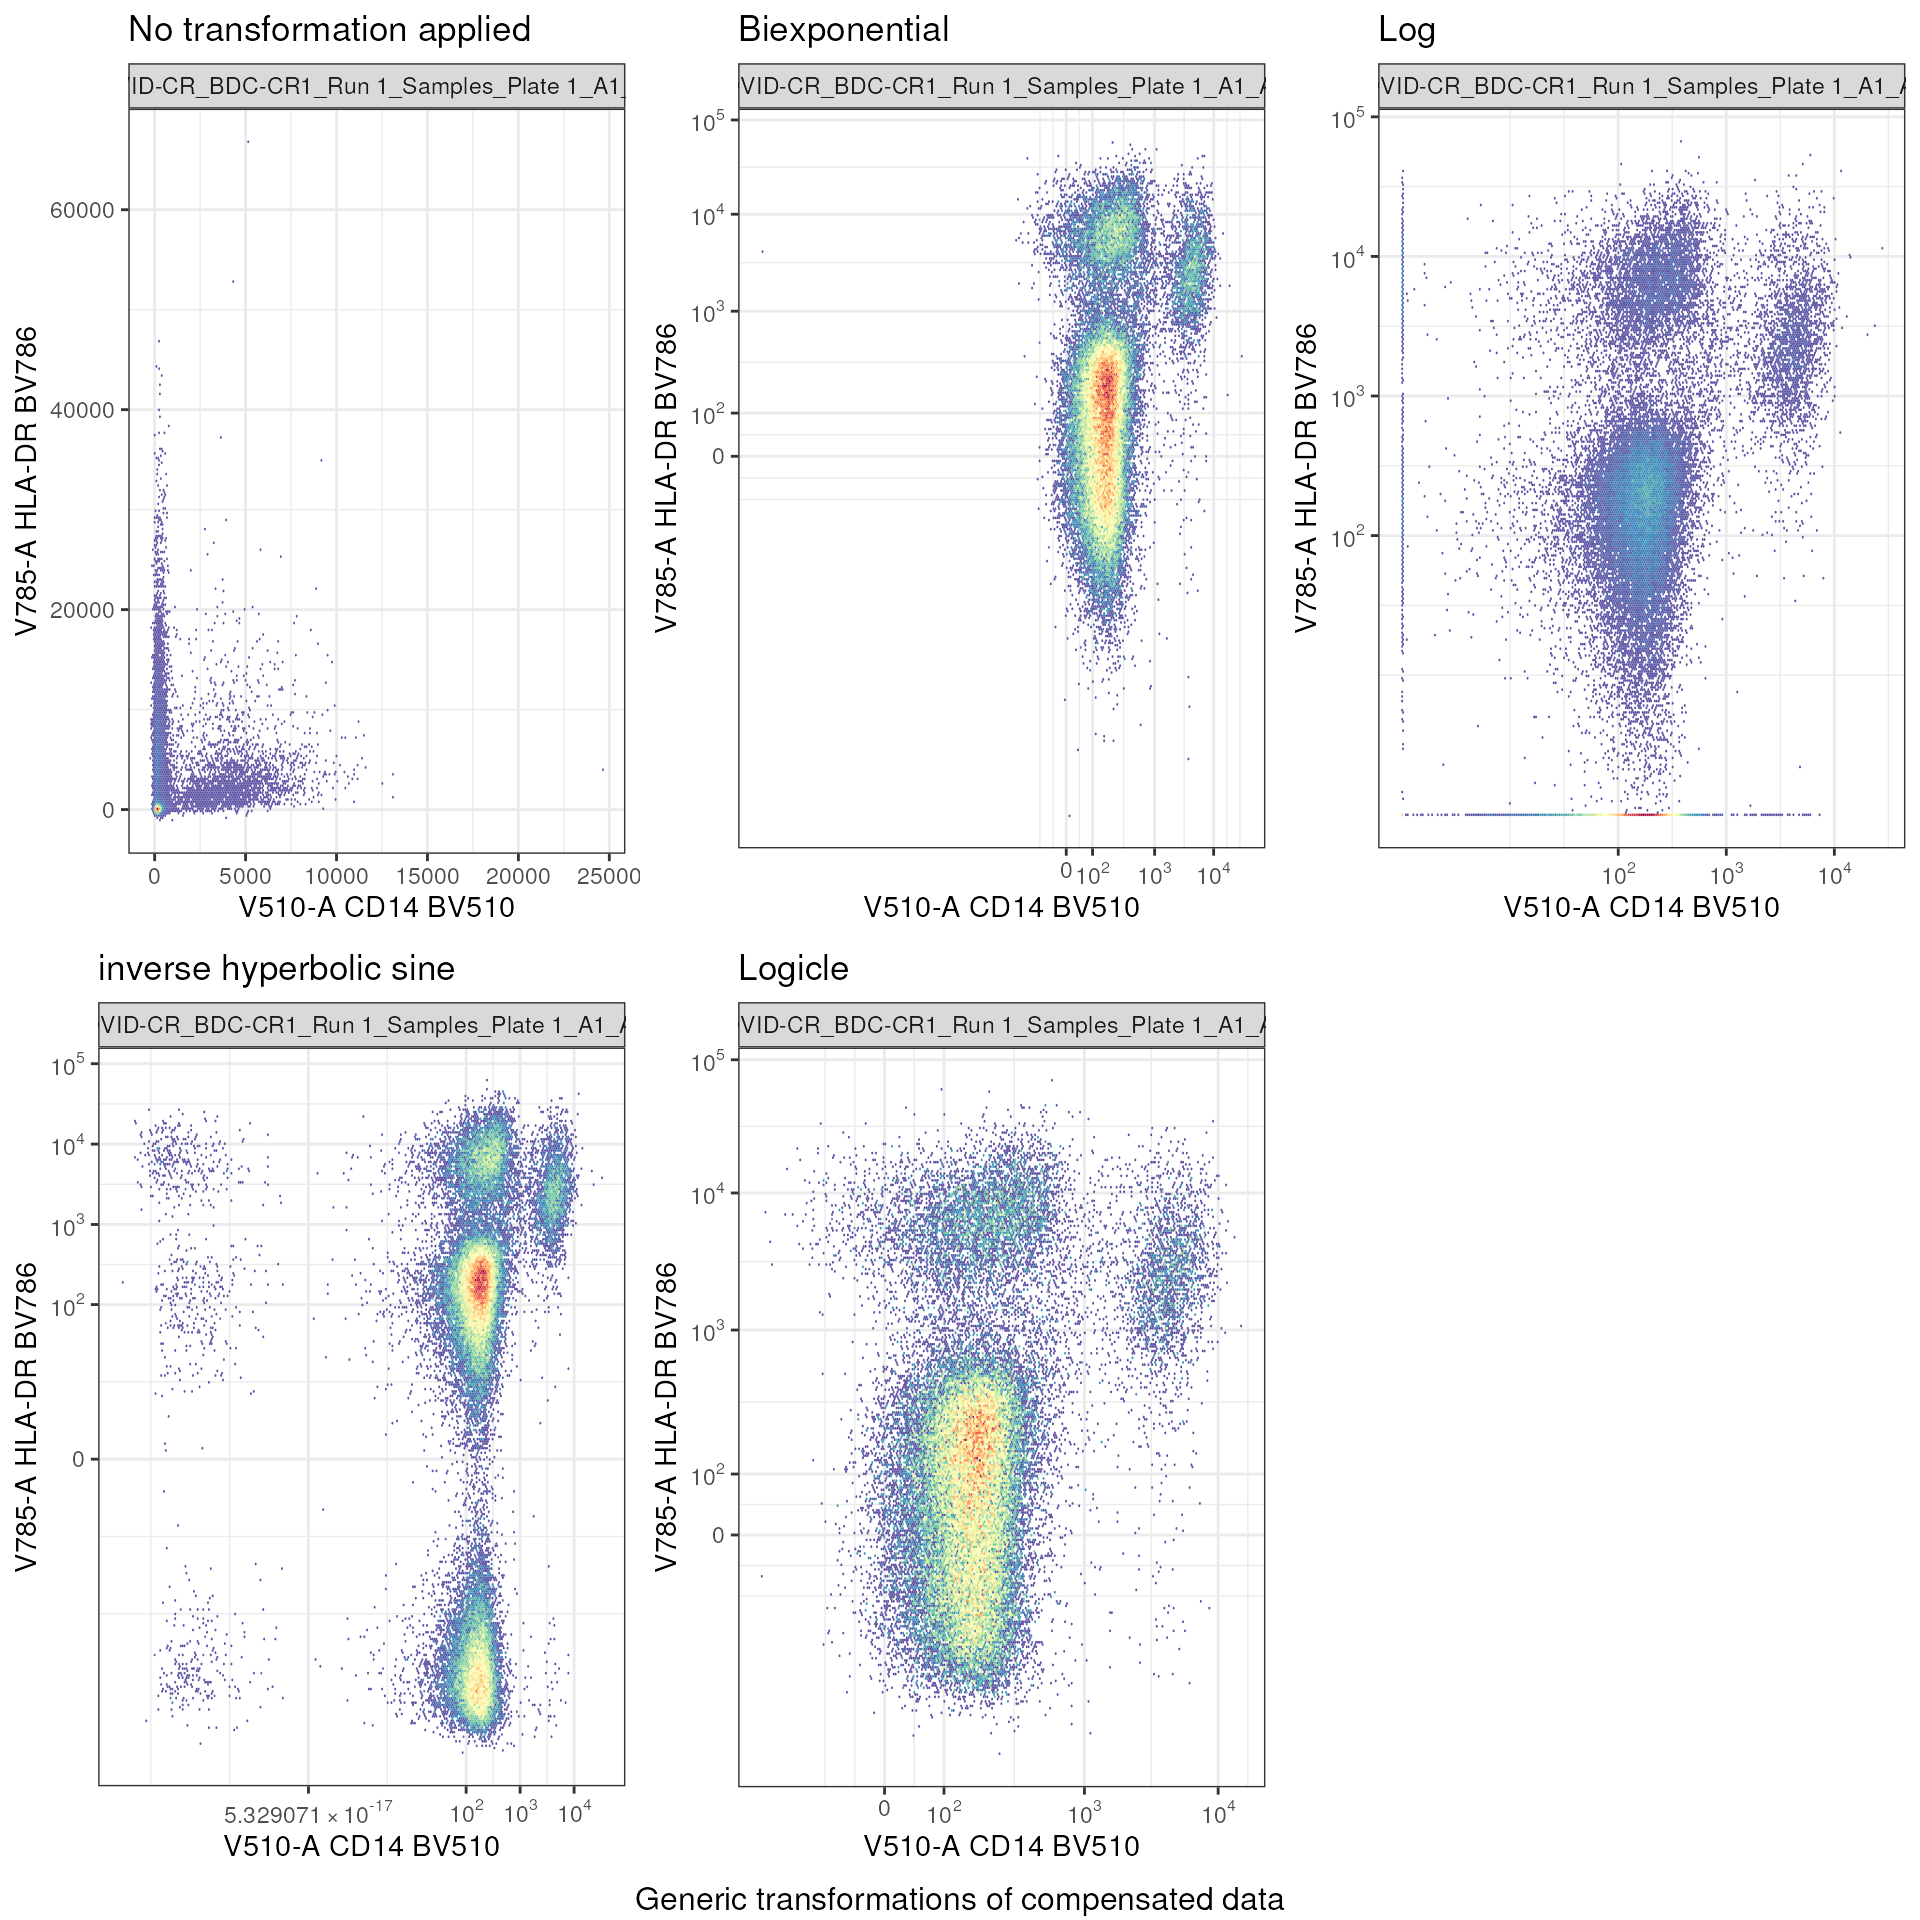 No transformation applied
ID-CR_BDC-CR1_Run 1_Samples_Plate 1_A1_
V785-A HLA-DR BV786
60000
40000
20000
0
0 5000 10000 15000 20000 25000
V510-A CD14 BV510
Biexponential
VID-CR_BDC-CR1_Run 1_Samples_Plate 1_A1_A
V785-A HLA-DR BV786
10^5
10^4
10^3
10^2
0
0 10^2 10^3 10^4
V510-A CD14 BV510
Log
VID-CR_BDC-CR1_Run 1_Samples_Plate 1_A1_A
V785-A HLA-DR BV786
10^5
10^4
10^3
10^2
10^2 10^3 10^4
V510-A CD14 BV510
inverse hyperbolic sine
VID-CR_BDC-CR1_Run 1_Samples_Plate 1_A1_A
V785-A HLA-DR BV786
10^5
10^4
10^3
10^2
0
5.329071 × 10^-17 10^2 10^3 10^4
V510-A CD14 BV510
Logicle
VID-CR_BDC-CR1_Run 1_Samples_Plate 1_A1_A
V785-A HLA-DR BV786
10^5
10^4
10^3
10^2
0
0 10^2 10^3 10^4
V510-A CD14 BV510
Generic transformations of compensated data